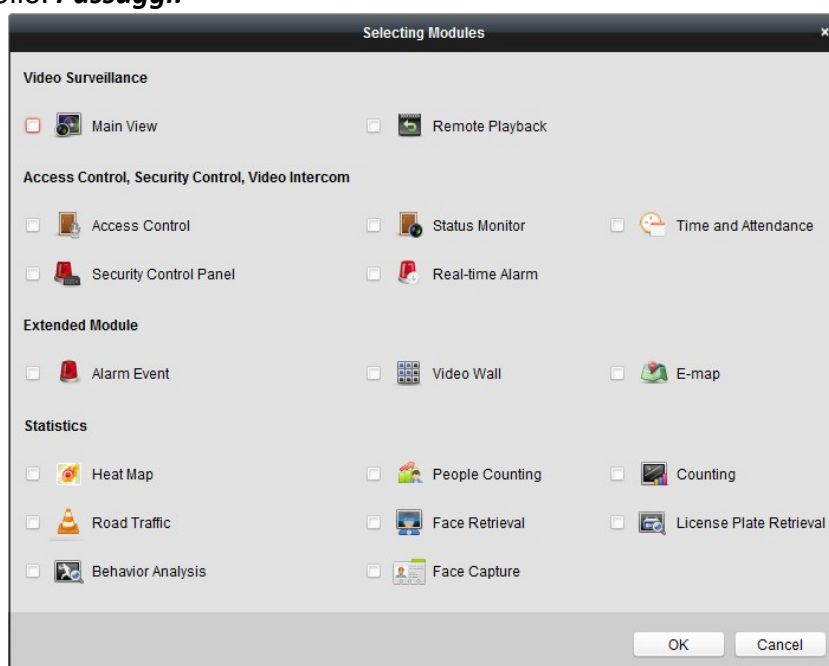 Passaggi:
Selecting Modules ×
Video Surveillance
Main View Remote Playback
Access Control, Security Control, Video Intercom
Access Control Status Monitor Time and Attendance
Security Control Panel Real-time Alarm
Extended Module
Alarm Event Video Wall E-map
Statistics
Heat Map People Counting Counting
Road Traffic Face Retrieval License Plate Retrieval
Behavior Analysis Face Capture
OK Cancel